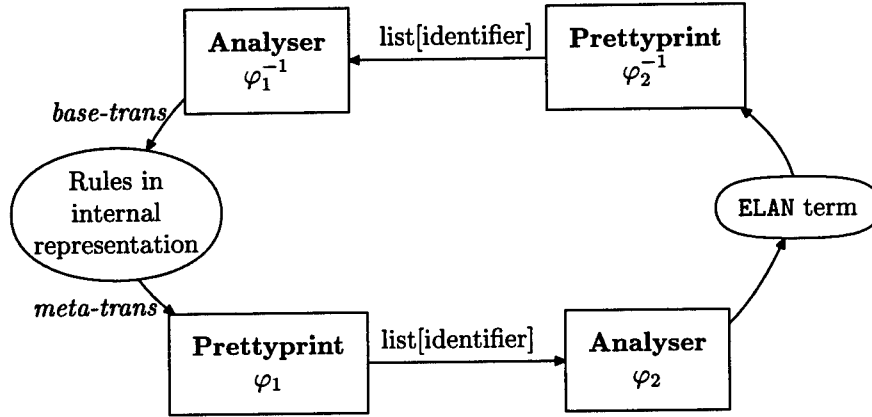 Analyser
φ₁⁻¹
list[identifier]
Prettyprint
φ₂⁻¹
base-trans
Rules in
internal
representation
ELAN term
meta-trans
Prettyprint
φ₁
list[identifier]
Analyser
φ₂